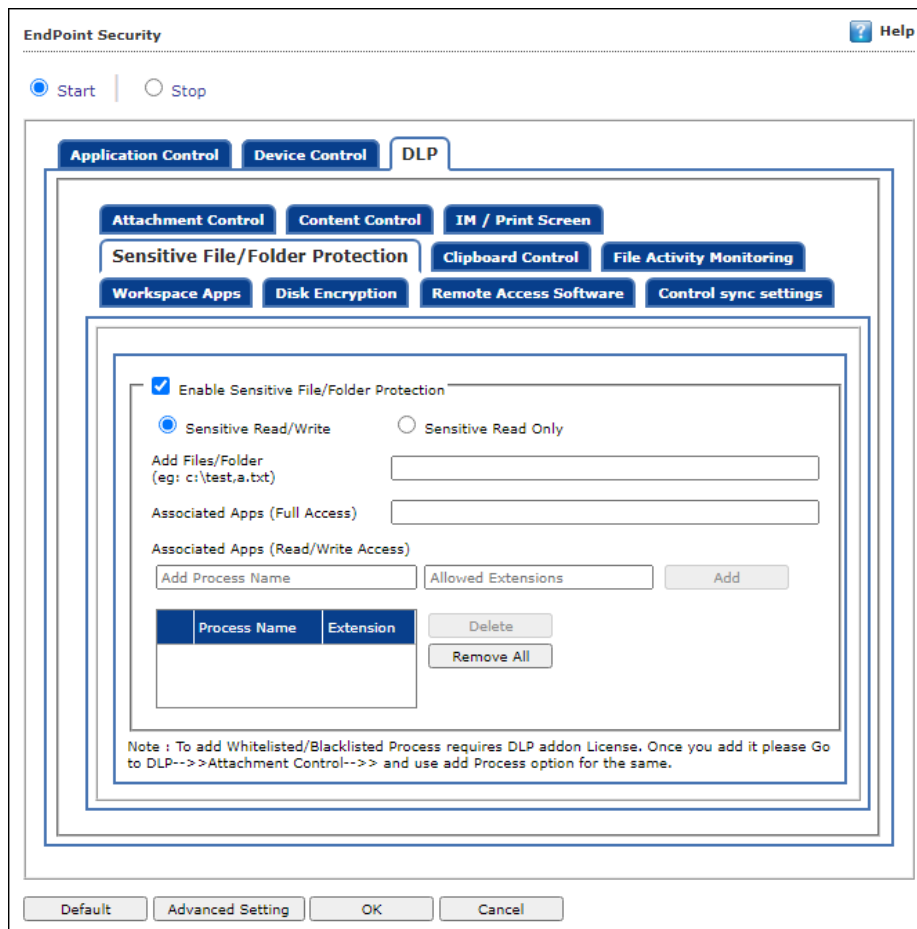 EndPoint Security
Help
Start
Stop
Application Control
Device Control
DLP
Attachment Control
Content Control
IM / Print Screen
Sensitive File/Folder Protection
Clipboard Control
File Activity Monitoring
Workspace Apps
Disk Encryption
Remote Access Software
Control sync settings
Enable Sensitive File/Folder Protection
Sensitive Read/Write
Sensitive Read Only
Add Files/Folder
(eg: c:\test,a.txt)
Associated Apps (Full Access)
Associated Apps (Read/Write Access)
Add Process Name
Allowed Extensions
Add
Process Name
Extension
Delete
Remove All
Note : To add Whitelisted/Blacklisted Process requires DLP addon License. Once you add it please Go
to DLP-->>Attachment Control-->> and use add Process option for the same.
Default
Advanced Setting
OK
Cancel